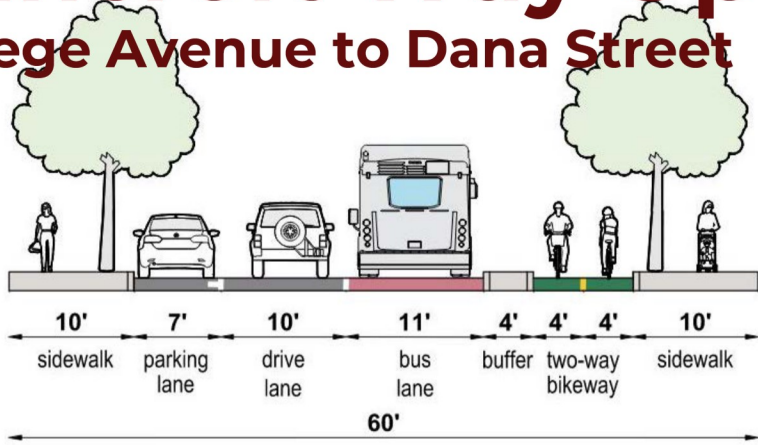 ege Avenue to Dana Street
10' 7' 10' 11' 4' 4' 4' 10'
sidewalk parking drive bus buffer two-way sidewalk
lane lane lane bikeway
60'